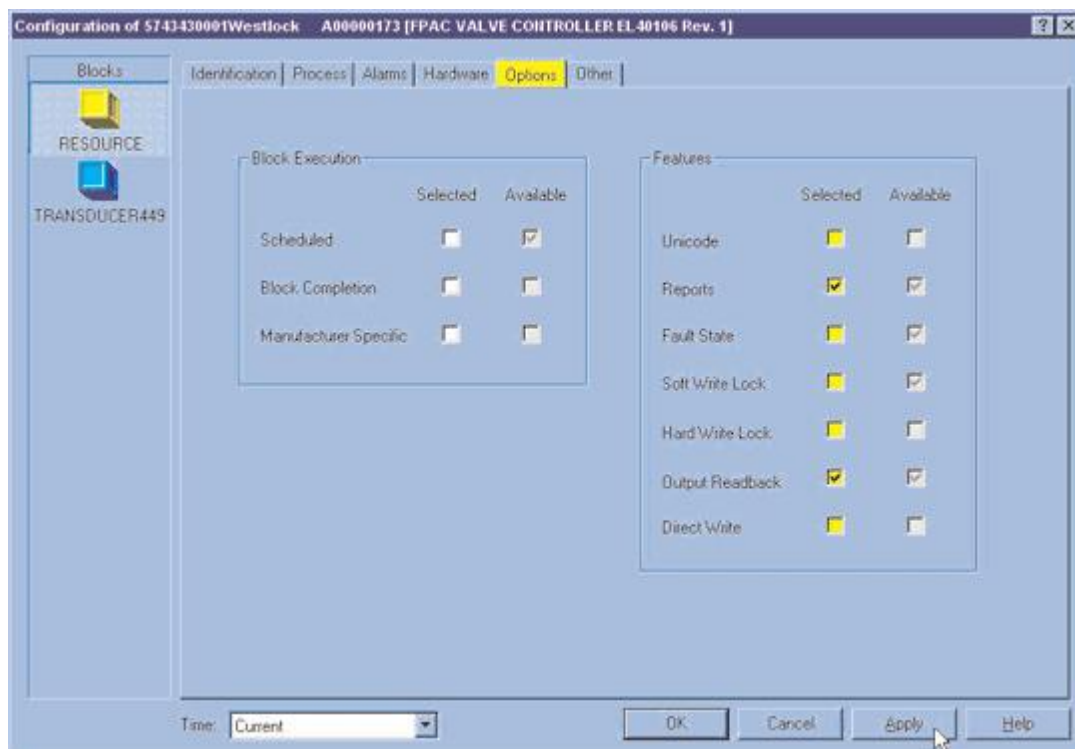 Configuration of 5743430001Westlock A00000173 [FPAC VALVE CONTROLLER EL40106 Rev. 1]
Blocks
RESOURCE
TRANSDUCER449
Identification Process Alarms Hardware Options Other
Block Execution
Selected Available
Scheduled
Block Completion
Manufacturer Specific
Features
Selected Available
Unicode
Reports
Fault State
Soft Write Lock
Hard Write Lock
Output Readback
Direct Write
Time: Current
OK Cancel Apply Help